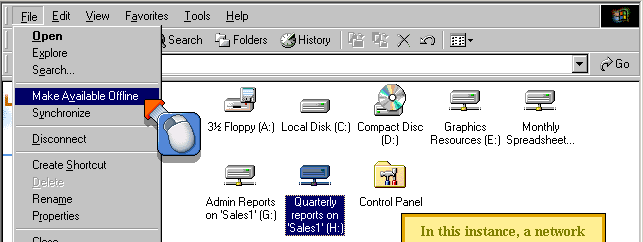 File Edit View Favorites Tools Help
Open
Explore
Search...
Make Available Offline
Synchronize
Disconnect
Create Shortcut
Delete
Rename
Properties
Search Folders History
Go
3½ Floppy (A:) Local Disk (C:) Compact Disc Graphics Monthly
(D:) Resources (E:) Spreadsheet...
Admin Reports Quarterly Control Panel
on 'Sales1' (G:) reports on
'Sales1' (H:)
In this instance, a network